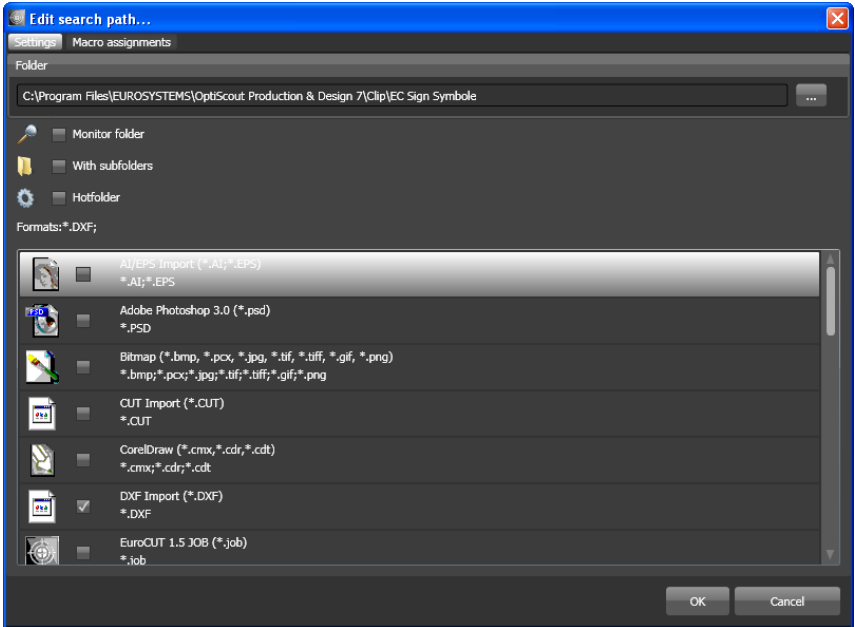 Edit search path...
Settings Macro assignments
Folder
C:\Program Files\EUROSYSTEMS\OptiScout Production & Design 7\Clip\EC Sign Symbole ...
Monitor folder
With subfolders
Hotfolder
Formats:*.DXF;
AI/EPS Import (*.AI;*.EPS)
*.AI;*.EPS
PSD
Adobe Photoshop 3.0 (*.psd)
*.PSD
Bitmap (*.bmp, *.pcx, *.jpg, *.tif, *.tiff, *.gif, *.png)
*.bmp;*.pcx;*.jpg;*.tif;*.tiff;*.gif;*.png
CUT Import (*.CUT)
*.CUT
CorelDraw (*.cmx,*.cdr,*.cdt)
*.cmx;*.cdr;*.cdt
DXF Import (*.DXF)
*.DXF
EuroCUT 1.5 JOB (*.job)
*.job
OK Cancel